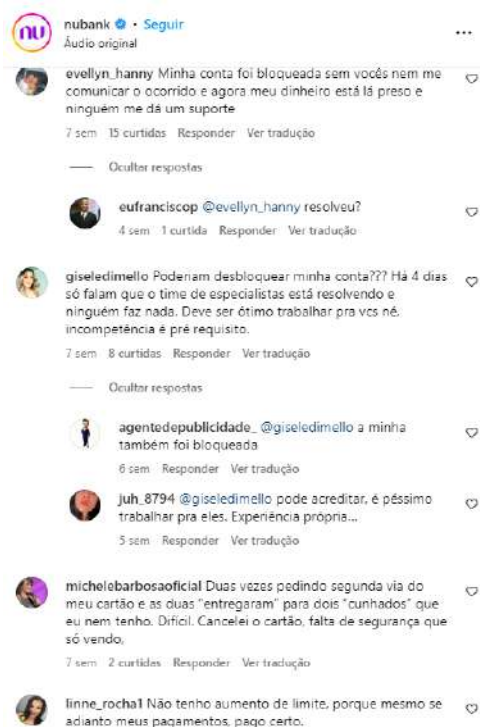 nu
nubank • Seguir
Áudio original
evellyn_hanny Minha conta foi bloqueada sem vocês nem me
comunicar o ocorrido e agora meu dinheiro está lá preso e
ninguém me dá um suporte
7 sem 15 curtidas Responder Ver tradução
Ocultar respostas
eufranciscop @evellyn_hanny resolveu?
4 sem 1 curtida Responder Ver tradução
giseledimello Poderiam desbloquear minha conta??? Há 4 dias
só falam que o time de especialistas está resolvendo e
ninguém faz nada. Deve ser ótimo trabalhar pra vcs né,
incompetência é pré requisito.
7 sem 8 curtidas Responder Ver tradução
Ocultar respostas
agentedepublicidade_ @giseledimello a minha
também foi bloqueada
6 sem Responder Ver tradução
juh_8794 @giseledimello pode acreditar, é péssimo
trabalhar pra eles. Experiência própria...
5 sem Responder Ver tradução
michelebarbosaoficial Duas vezes pedindo segunda via do
meu cartão e as duas "entregaram" para dois "cunhados" que
eu nem tenho. Difícil. Cancelei o cartão, falta de segurança que
só vendo,
7 sem 2 curtidas Responder Ver tradução
linne_rocha1 Não tenho aumento de limite, porque mesmo se
adianto meus pagamentos, pago certo.